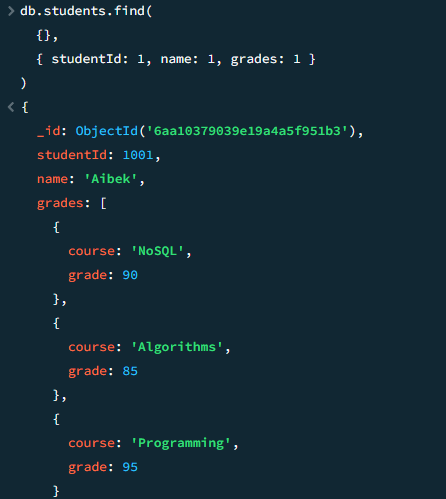 > db.students.find(
{},
{ studentId: 1, name: 1, grades: 1 }
)
< {
_id: ObjectId('6aa10379039e19a4a5f951b3'),
studentId: 1001,
name: 'Aibek',
grades: [
{
course: 'NoSQL',
grade: 90
},
{
course: 'Algorithms',
grade: 85
},
{
course: 'Programming',
grade: 95
}